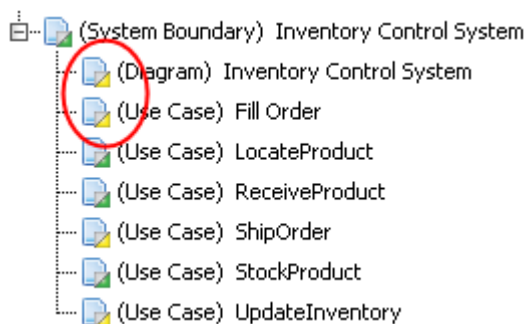 (System Boundary) Inventory Control System
(Diagram) Inventory Control System
(Use Case) Fill Order
(Use Case) LocateProduct
(Use Case) ReceiveProduct
(Use Case) ShipOrder
(Use Case) StockProduct
(Use Case) UpdateInventory